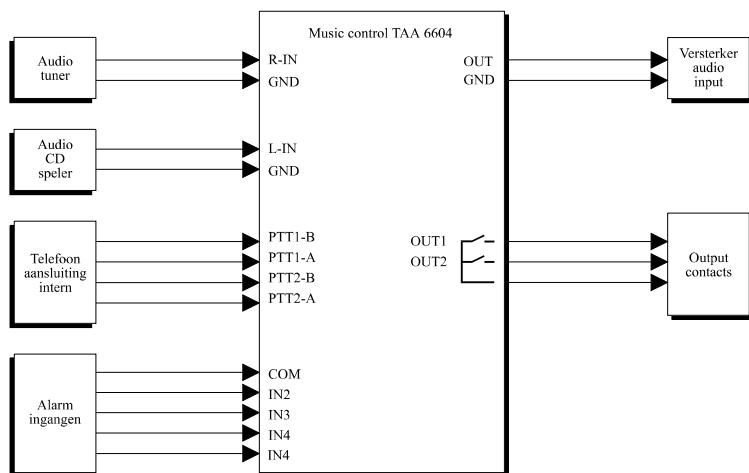 Music control TAA 6604
Audio
tuner
R-IN
GND
OUT
GND
Versterker
audio
input
Audio
CD
speler
L-IN
GND
Telefoon
aansluiting
intern
PTT1-B
PTT1-A
PTT2-B
PTT2-A
OUT1
OUT2
Output
contacts
Alarm
ingangen
COM
IN2
IN3
IN4
IN4